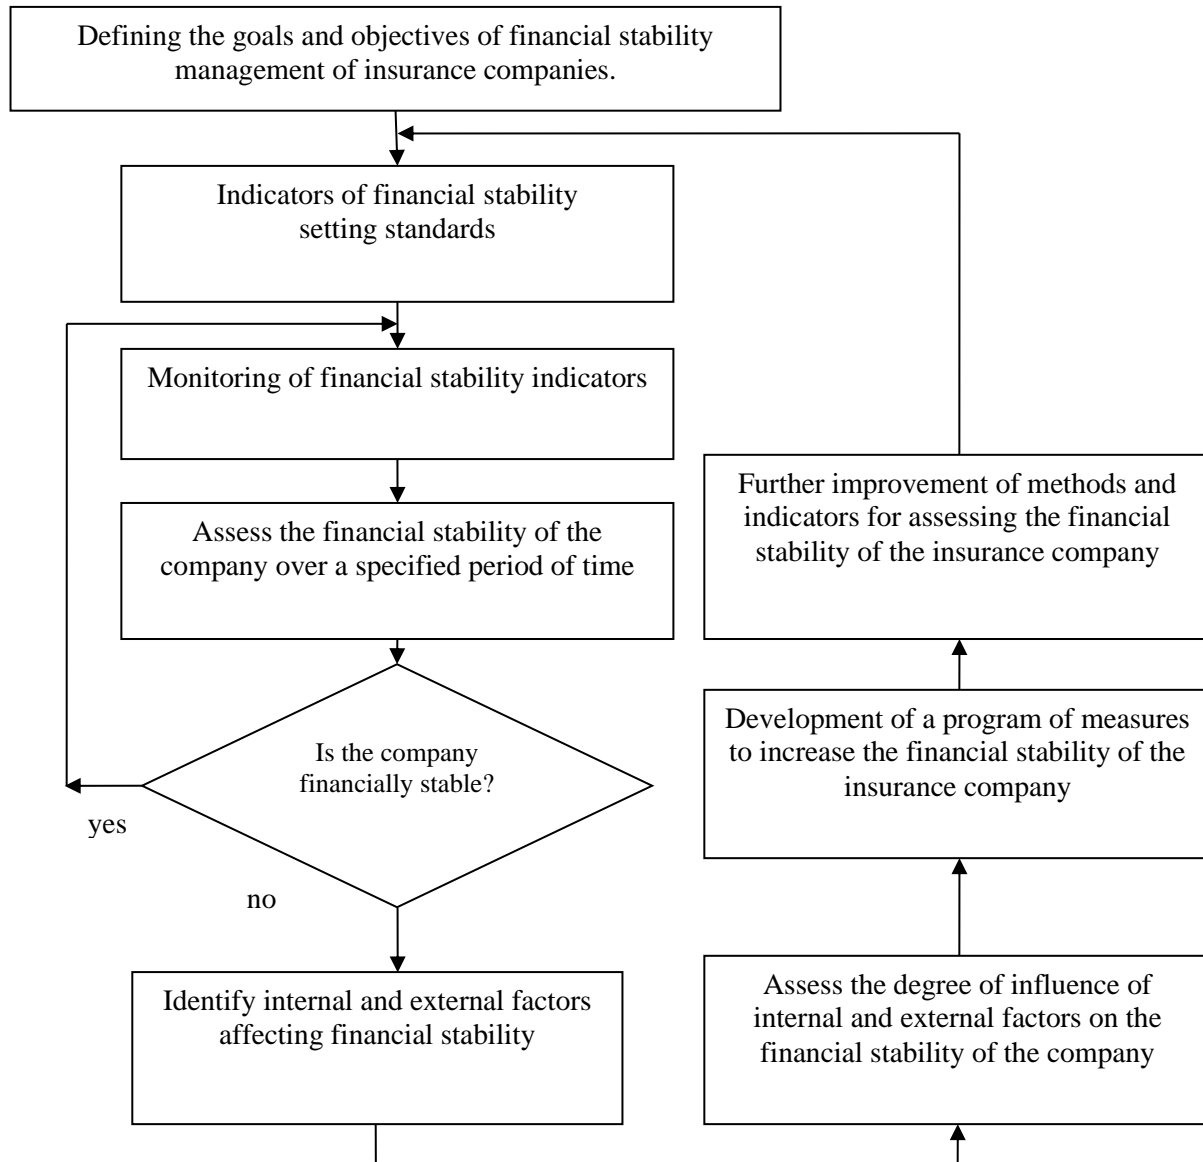 Defining the goals and objectives of financial stability
management of insurance companies.
Indicators of financial stability
setting standards
Monitoring of financial stability indicators
Assess the financial stability of the
company over a specified period of time
Is the company
financially stable?
yes
no
Identify internal and external factors
affecting financial stability
Further improvement of methods and
indicators for assessing the financial
stability of the insurance company
Development of a program of measures
to increase the financial stability of the
insurance company
Assess the degree of influence of
internal and external factors on the
financial stability of the company